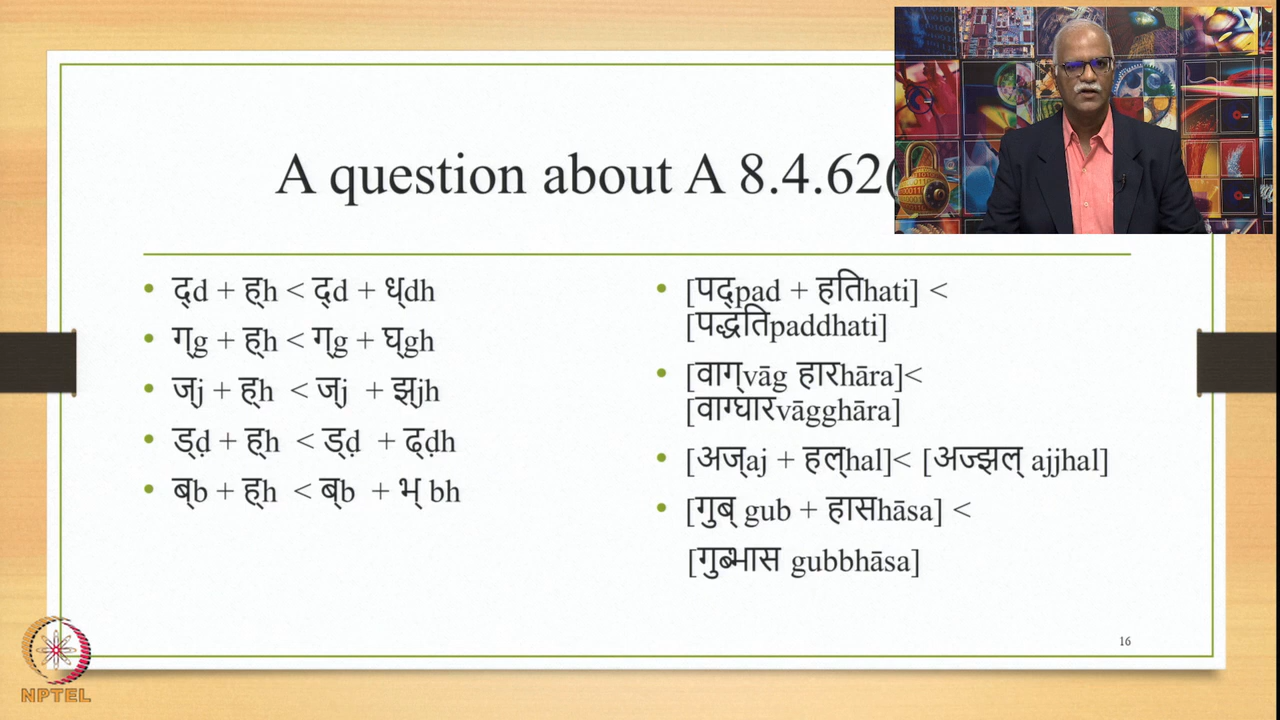 A question about A 8.4.62(
द्d + ह्h < द्d + ध्dh
ग्g + ह्h < ग्g + घ्gh
ज्j + ह्h < ज्j + झ्jh
ड्ḍ + ह्h < ड्ḍ + ढ्ḍh
ब्b + ह्h < ब्b + भ् bh
[पद्pad + हतिhati] <
[पद्धतिpaddhati]
[वाग्vāg हारhāra]<
[वाग्घारvāgghāra]
[अज्aj + हल्hal]< [अज्झल् ajjhal]
[गुब् gub + हासhāsa] <
[गुब्भास gubbhāsa]
16
NPTEL